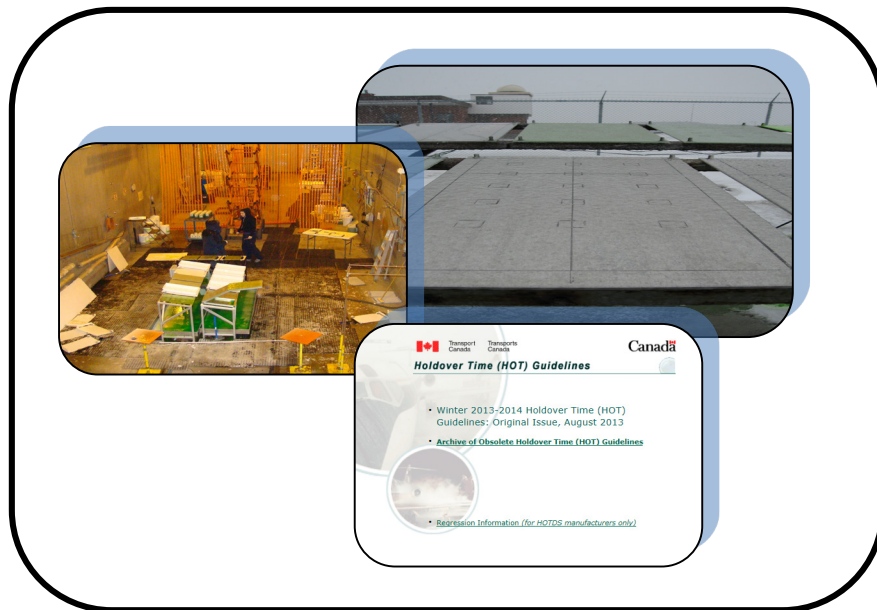 Transport Canada
Transports Canada
Canada
Holdover Time (HOT) Guidelines
• Winter 2013-2014 Holdover Time (HOT)
Guidelines: Original Issue, August 2013
• Archive of Obsolete Holdover Time (HOT) Guidelines
• Regression Information (for HOTDS manufacturers only)